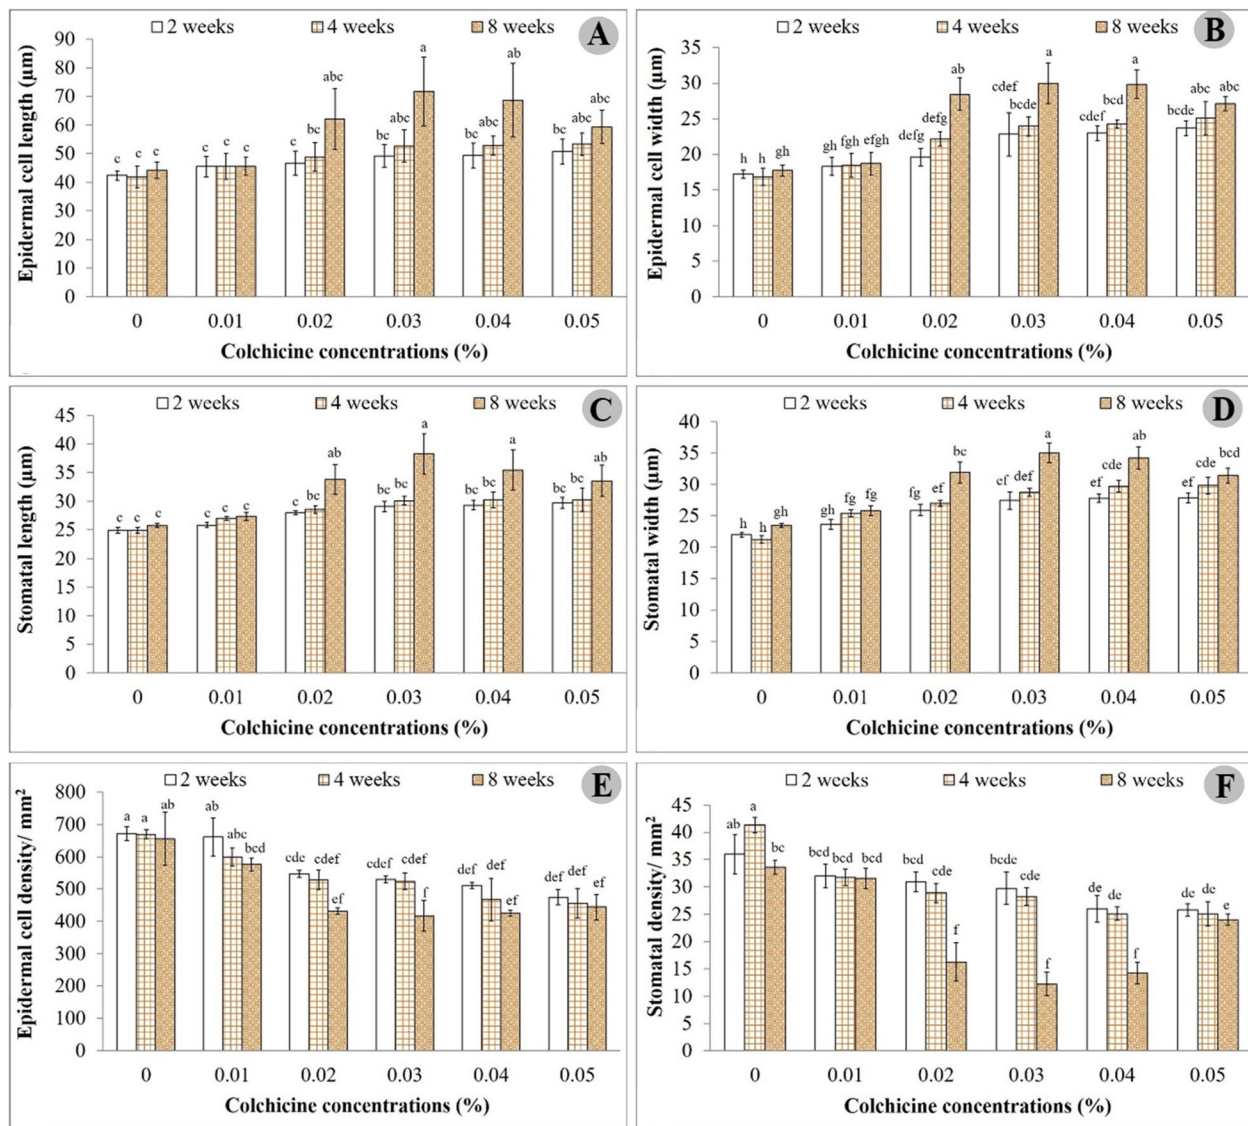 2 weeks 4 weeks 8 weeks
A
Epidermal cell length (µm)
90
80
70
60
50
40
30
20
10
0
c c c
c c c
c bc abc
bc abc a
bc abc ab
bc abc abc
0 0.01 0.02 0.03 0.04 0.05
Colchicine concentrations (%)
2 weeks 4 weeks 8 weeks
B
Epidermal cell width (µm)
35
30
25
20
15
10
5
0
h h gh
gh fgh efgh
defg defg ab
cdef bcde a
cdef bcd a
bcde abc abc
0 0.01 0.02 0.03 0.04 0.05
Colchicine concentrations (%)
2 weeks 4 weeks 8 weeks
C
Stomatal length (µm)
45
40
35
30
25
20
15
10
5
0
c c c
c c c
c bc ab
bc bc a
bc bc a
bc bc ab
0 0.01 0.02 0.03 0.04 0.05
Colchicine concentrations (%)
2 weeks 4 weeks 8 weeks
D
Stomatal width (µm)
40
35
30
25
20
15
10
5
0
h h gh
gh fg fg
fg ef bc
ef def a
ef cde ab
ef cde bcd
0 0.01 0.02 0.03 0.04 0.05
Colchicine concentrations (%)
2 weeks 4 weeks 8 weeks
E
Epidermal cell density/ mm²
800
700
600
500
400
300
200
100
0
a a ab
ab abc bcd
cde cdef ef
cdef cdef f
def def ef
def def ef
0 0.01 0.02 0.03 0.04 0.05
Colchicine concentrations (%)
2 weeks 4 weeks 8 weeks
F
Stomatal density/ mm²
45
40
35
30
25
20
15
10
5
0
ab a bc
bcd bcd bcd
bcd cde f
bcde cde f
de de f
de de e
0 0.01 0.02 0.03 0.04 0.05
Colchicine concentrations (%)